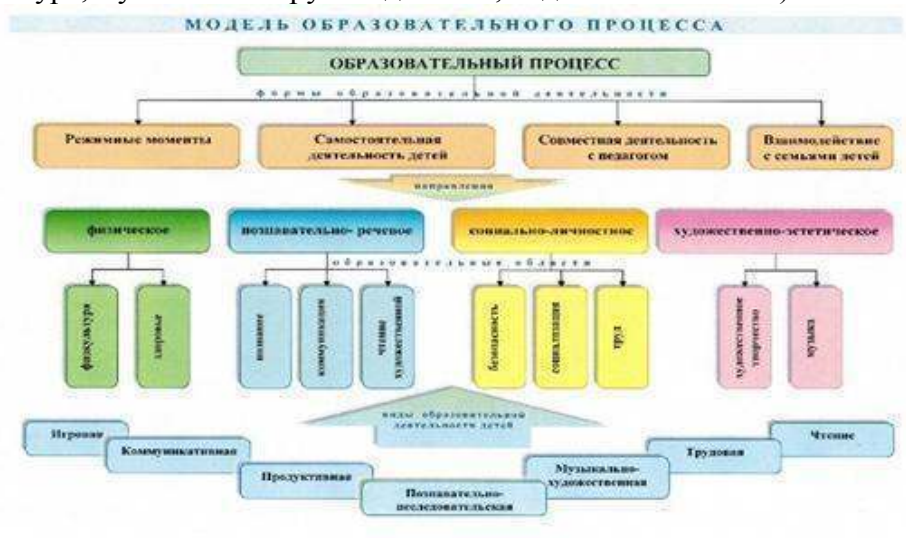 МОДЕЛЬ ОБРАЗОВАТЕЛЬНОГО ПРОЦЕССА
ОБРАЗОВАТЕЛЬНЫЙ ПРОЦЕСС
формы образовательной деятельности
Режимные моменты
Самостоятельная
деятельность детей
Совместная деятельность
с педагогом
Взаимодействие
с семьями детей
направления
физическое
познавательно- речевое
социально-личностное
художественно-эстетическое
образовательные области
физкультура
здоровье
познание
коммуникация
чтение
художественной
безопасность
социализация
труд
художественное
творчество
музыка
виды образовательной
деятельности детей
Игровая
Коммуникативная
Продуктивная
Познавательно-
исследовательская
Музыкально-
художественная
Трудовая
Чтение